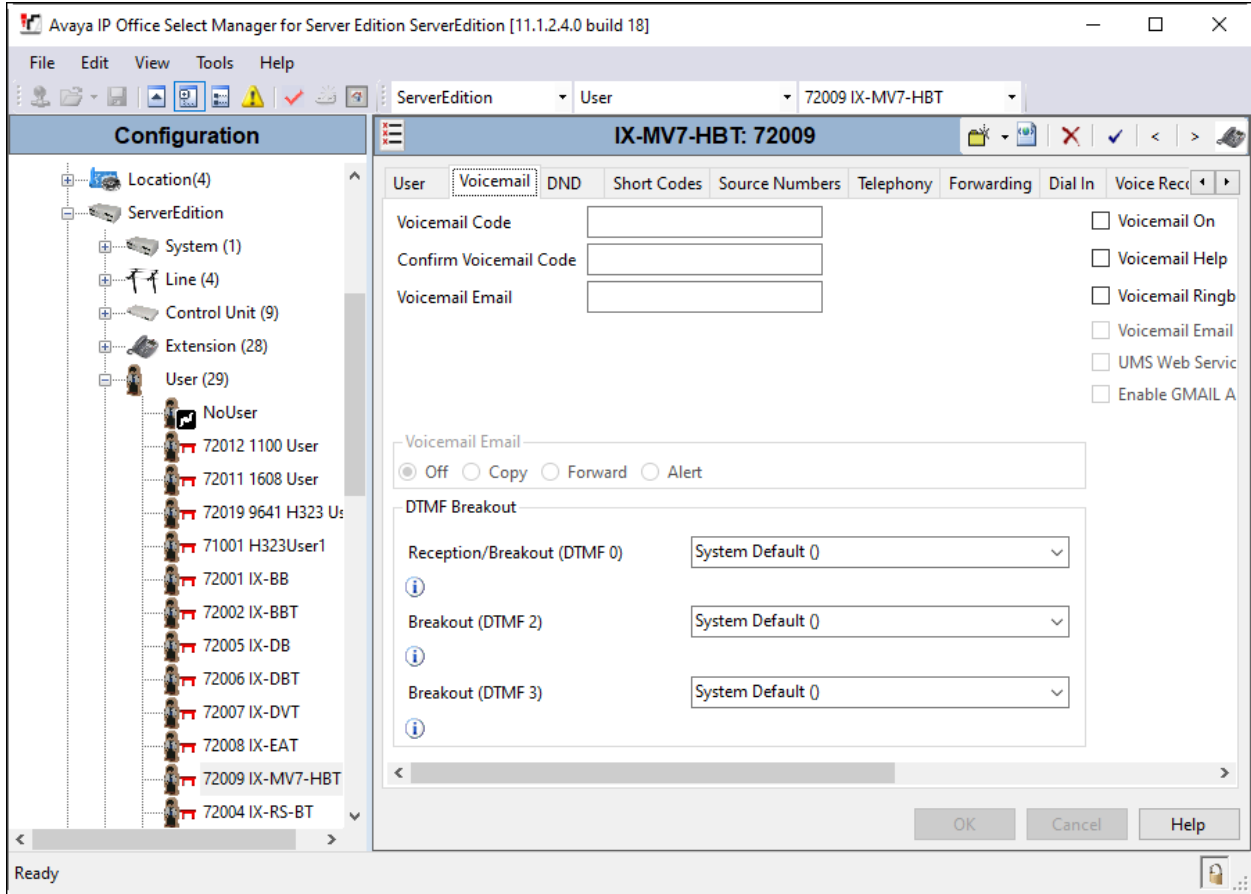 Avaya IP Office Select Manager for Server Edition ServerEdition [11.1.2.4.0 build 18]
File Edit View Tools Help
ServerEdition User 72009 IX-MV7-HBT
Configuration
Location(4)
ServerEdition
System (1)
Line (4)
Control Unit (9)
Extension (28)
User (29)
NoUser
72012 1100 User
72011 1608 User
72019 9641 H323 Us
71001 H323User1
72001 IX-BB
72002 IX-BBT
72005 IX-DB
72006 IX-DBT
72007 IX-DVT
72008 IX-EAT
72009 IX-MV7-HBT
72004 IX-RS-BT
IX-MV7-HBT: 72009
User Voicemail DND Short Codes Source Numbers Telephony Forwarding Dial In Voice Reco
Voicemail Code
Confirm Voicemail Code
Voicemail Email
Voicemail On
Voicemail Help
Voicemail Ringb
Voicemail Email
UMS Web Servic
Enable GMAIL A
Voicemail Email
Off Copy Forward Alert
DTMF Breakout
Reception/Breakout (DTMF 0) System Default ()
Breakout (DTMF 2) System Default ()
Breakout (DTMF 3) System Default ()
OK Cancel Help
Ready